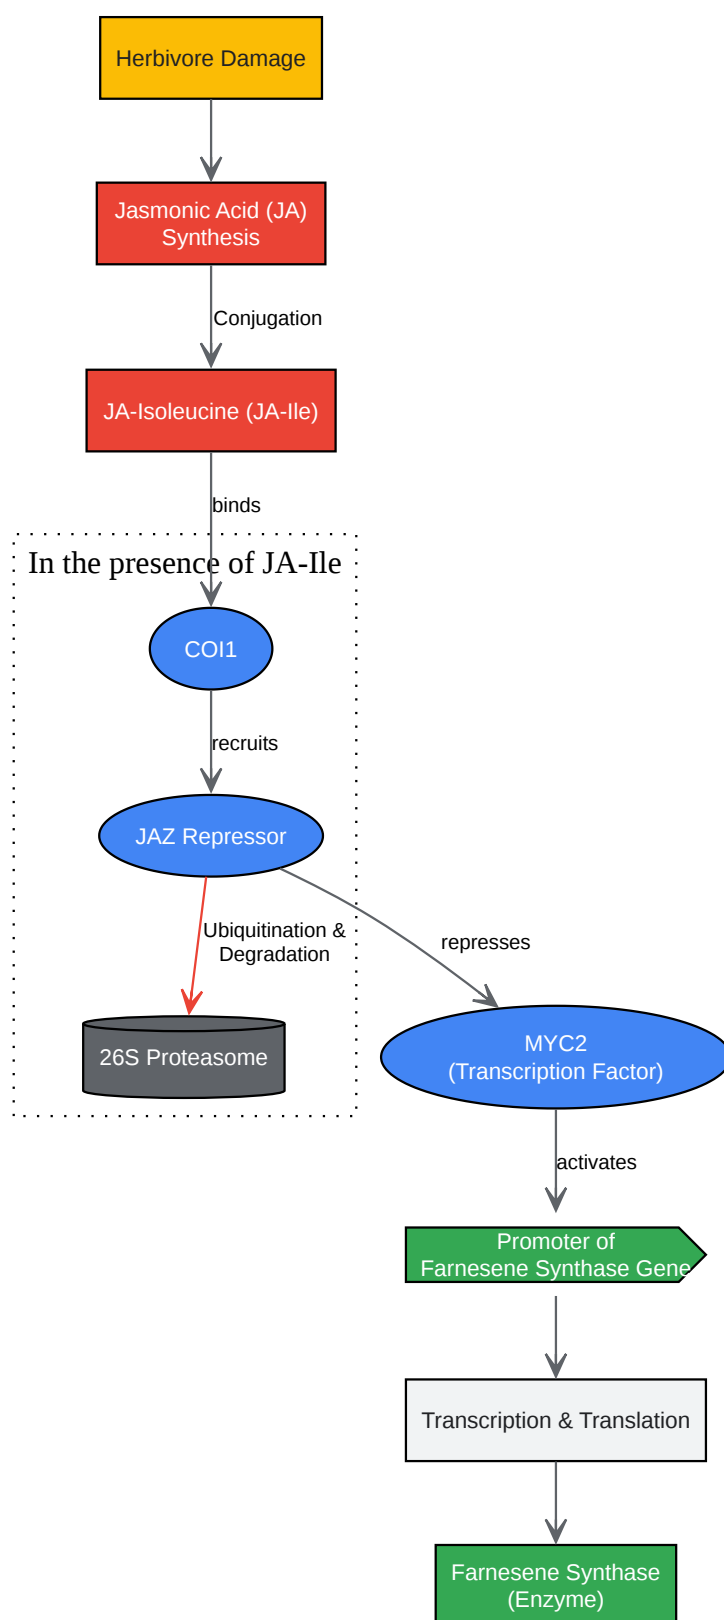 Herbivore Damage
Jasmonic Acid (JA)
Synthesis
Conjugation
JA-Isoleucine (JA-Ile)
binds
In the presence of JA-Ile
COI1
recruits
JAZ Repressor
Ubiquitination &
Degradation
represses
26S Proteasome
MYC2
(Transcription Factor)
activates
Promoter of
Farnesene Synthase Gene
Transcription & Translation
Farnesene Synthase
(Enzyme)